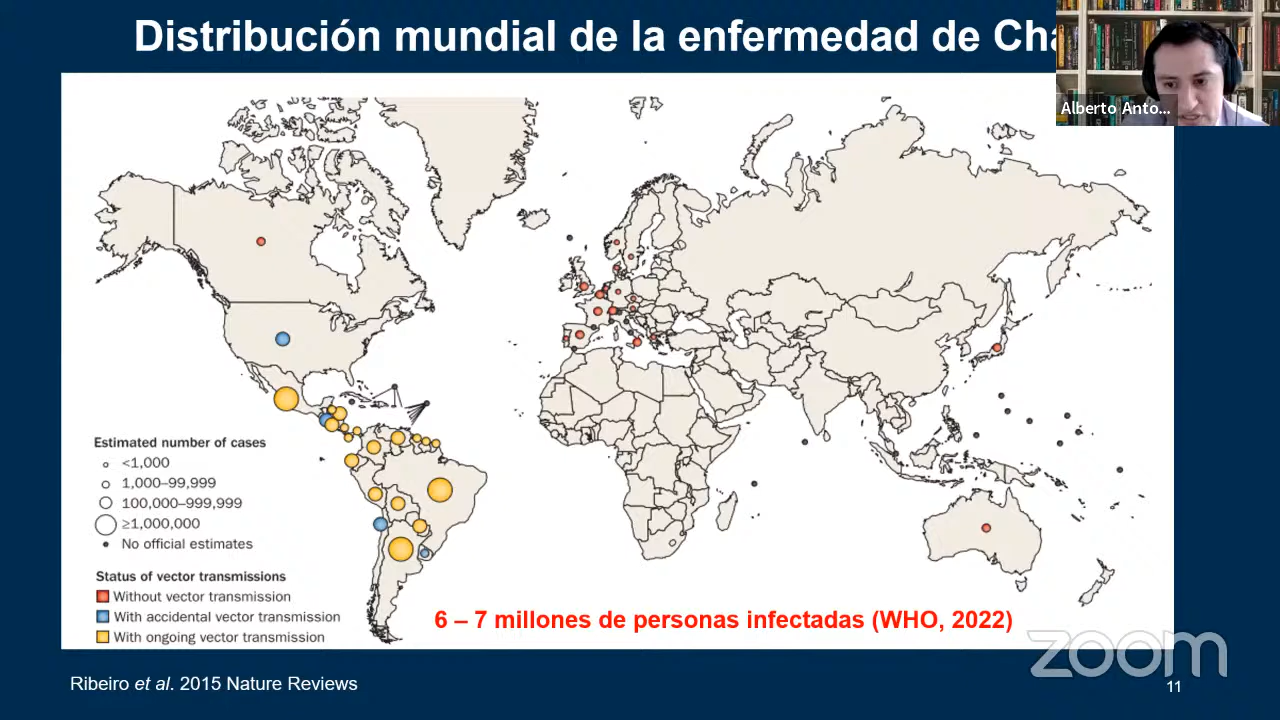 Distribución mundial de la enfermedad de Cha
Alberto Anto...
Estimated number of cases
<1,000
1,000–99,999
100,000–999,999
≥1,000,000
No official estimates
Status of vector transmissions
Without vector transmission
With accidental vector transmission
With ongoing vector transmission
6 – 7 millones de personas infectadas (WHO, 2022)
zoom
Ribeiro et al. 2015 Nature Reviews
11